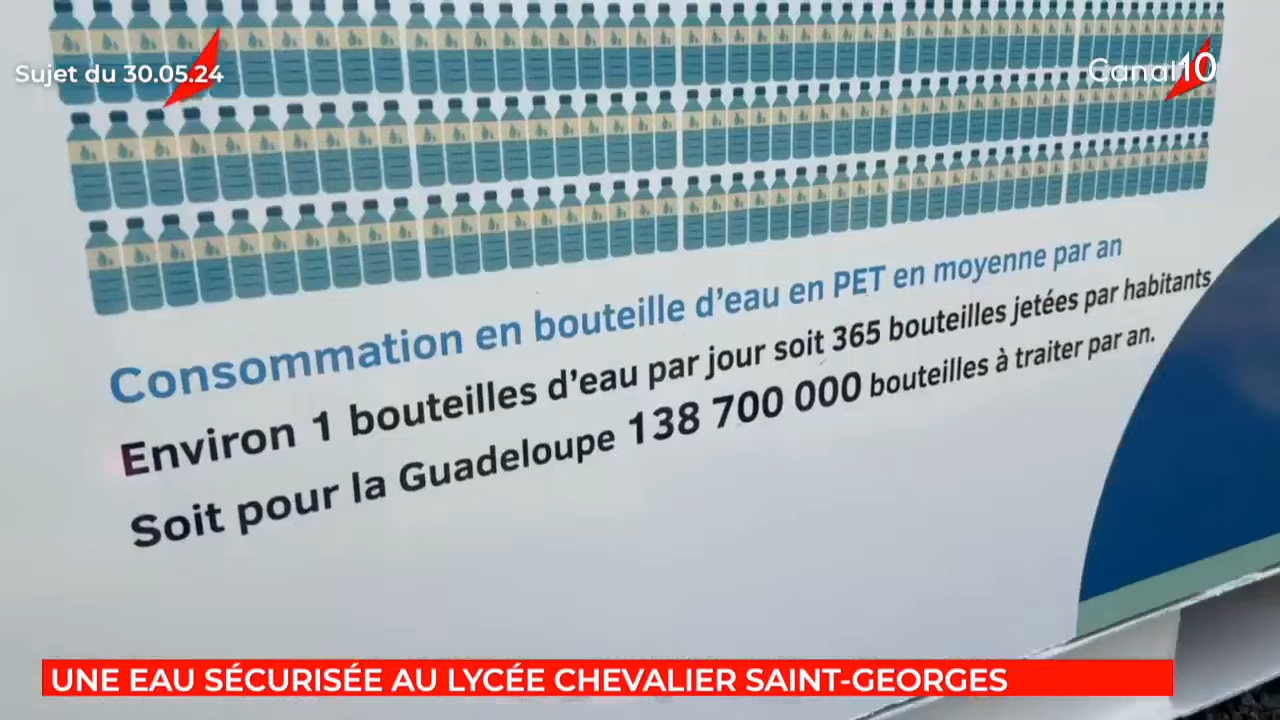 Sujet du 30.05.24
Canal10
Consommation en bouteille d'eau en PET en moyenne par an
Environ 1 bouteilles d'eau par jour soit 365 bouteilles jetées par habitants
Soit pour la Guadeloupe 138 700 000 bouteilles à traiter par an.
UNE EAU SÉCURISÉE AU LYCÉE CHEVALIER SAINT-GEORGES